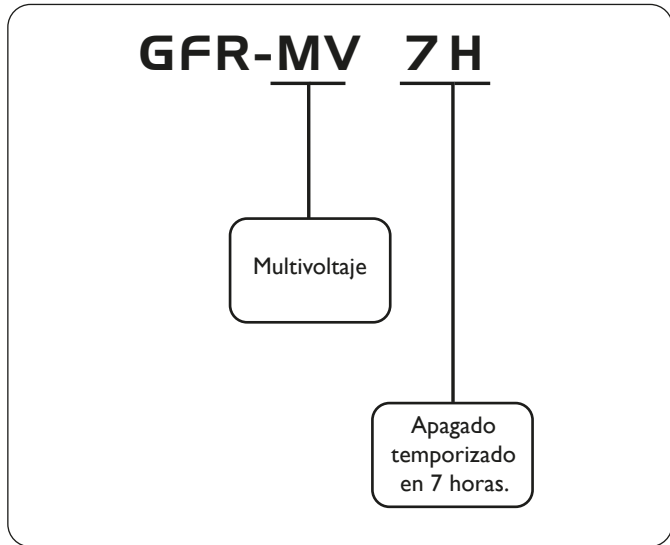 GFR-MV 7H
Multivoltaje
Apagado
temporizado
en 7 horas.